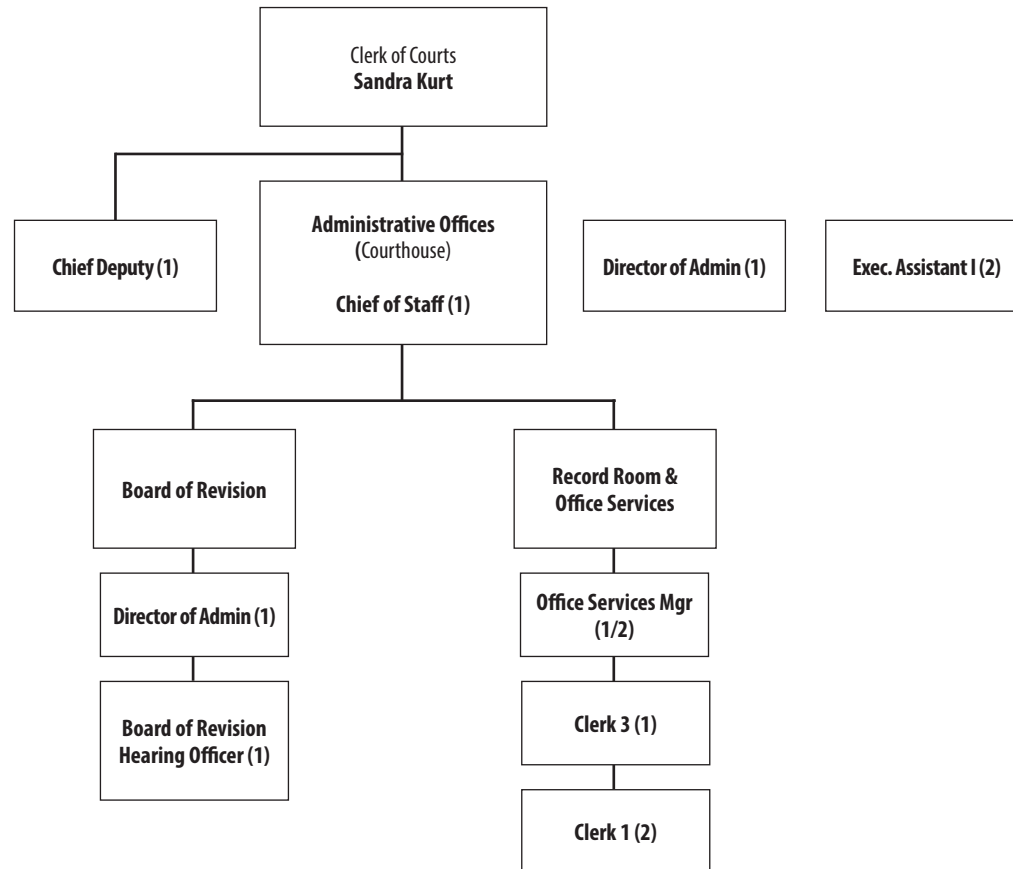 Clerk of Courts
Sandra Kurt
Chief Deputy (1)
Administrative Offices
(Courthouse)
Chief of Staff (1)
Director of Admin (1)
Exec. Assistant I (2)
Board of Revision
Record Room &
Office Services
Director of Admin (1)
Office Services Mgr
(1/2)
Board of Revision
Hearing Officer (1)
Clerk 3 (1)
Clerk 1 (2)